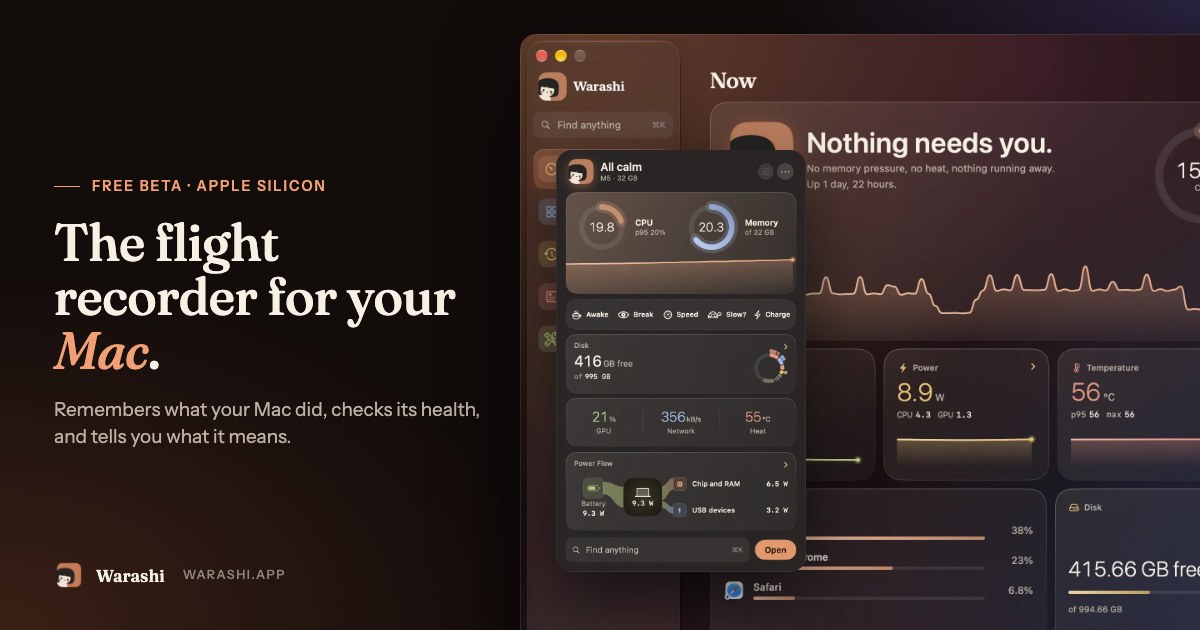 FREE BETA · APPLE SILICON
The flight
recorder for your
Mac.
Remembers what your Mac did, checks its health,
and tells you what it means.
Warashi WARASHI.APP
Warashi
Find anything ⌘K
Now
Nothing needs you.
No memory pressure, no heat, nothing running away.
Up 1 day, 22 hours.
15
All calm
M5 · 32 GB
19.8 CPU
p95 20%
20.3 Memory
of 32 GB
Awake Break Speed Slow? Charge
Disk
416 GB free
of 995 GB
21% 356 kB/s 55 °C
GPU Network Heat
Power Flow
Battery
9.3 W
9.3 W
Chip and RAM 6.5 W
USB devices 3.2 W
Find anything ⌘K Open
Power
8.9 W
CPU 4.3 GPU 1.3
Temperature
56 °C
p95 56 max 56
38%
rome 23%
Safari 6.8%
Disk
415.66 GB free
of 994.66 GB